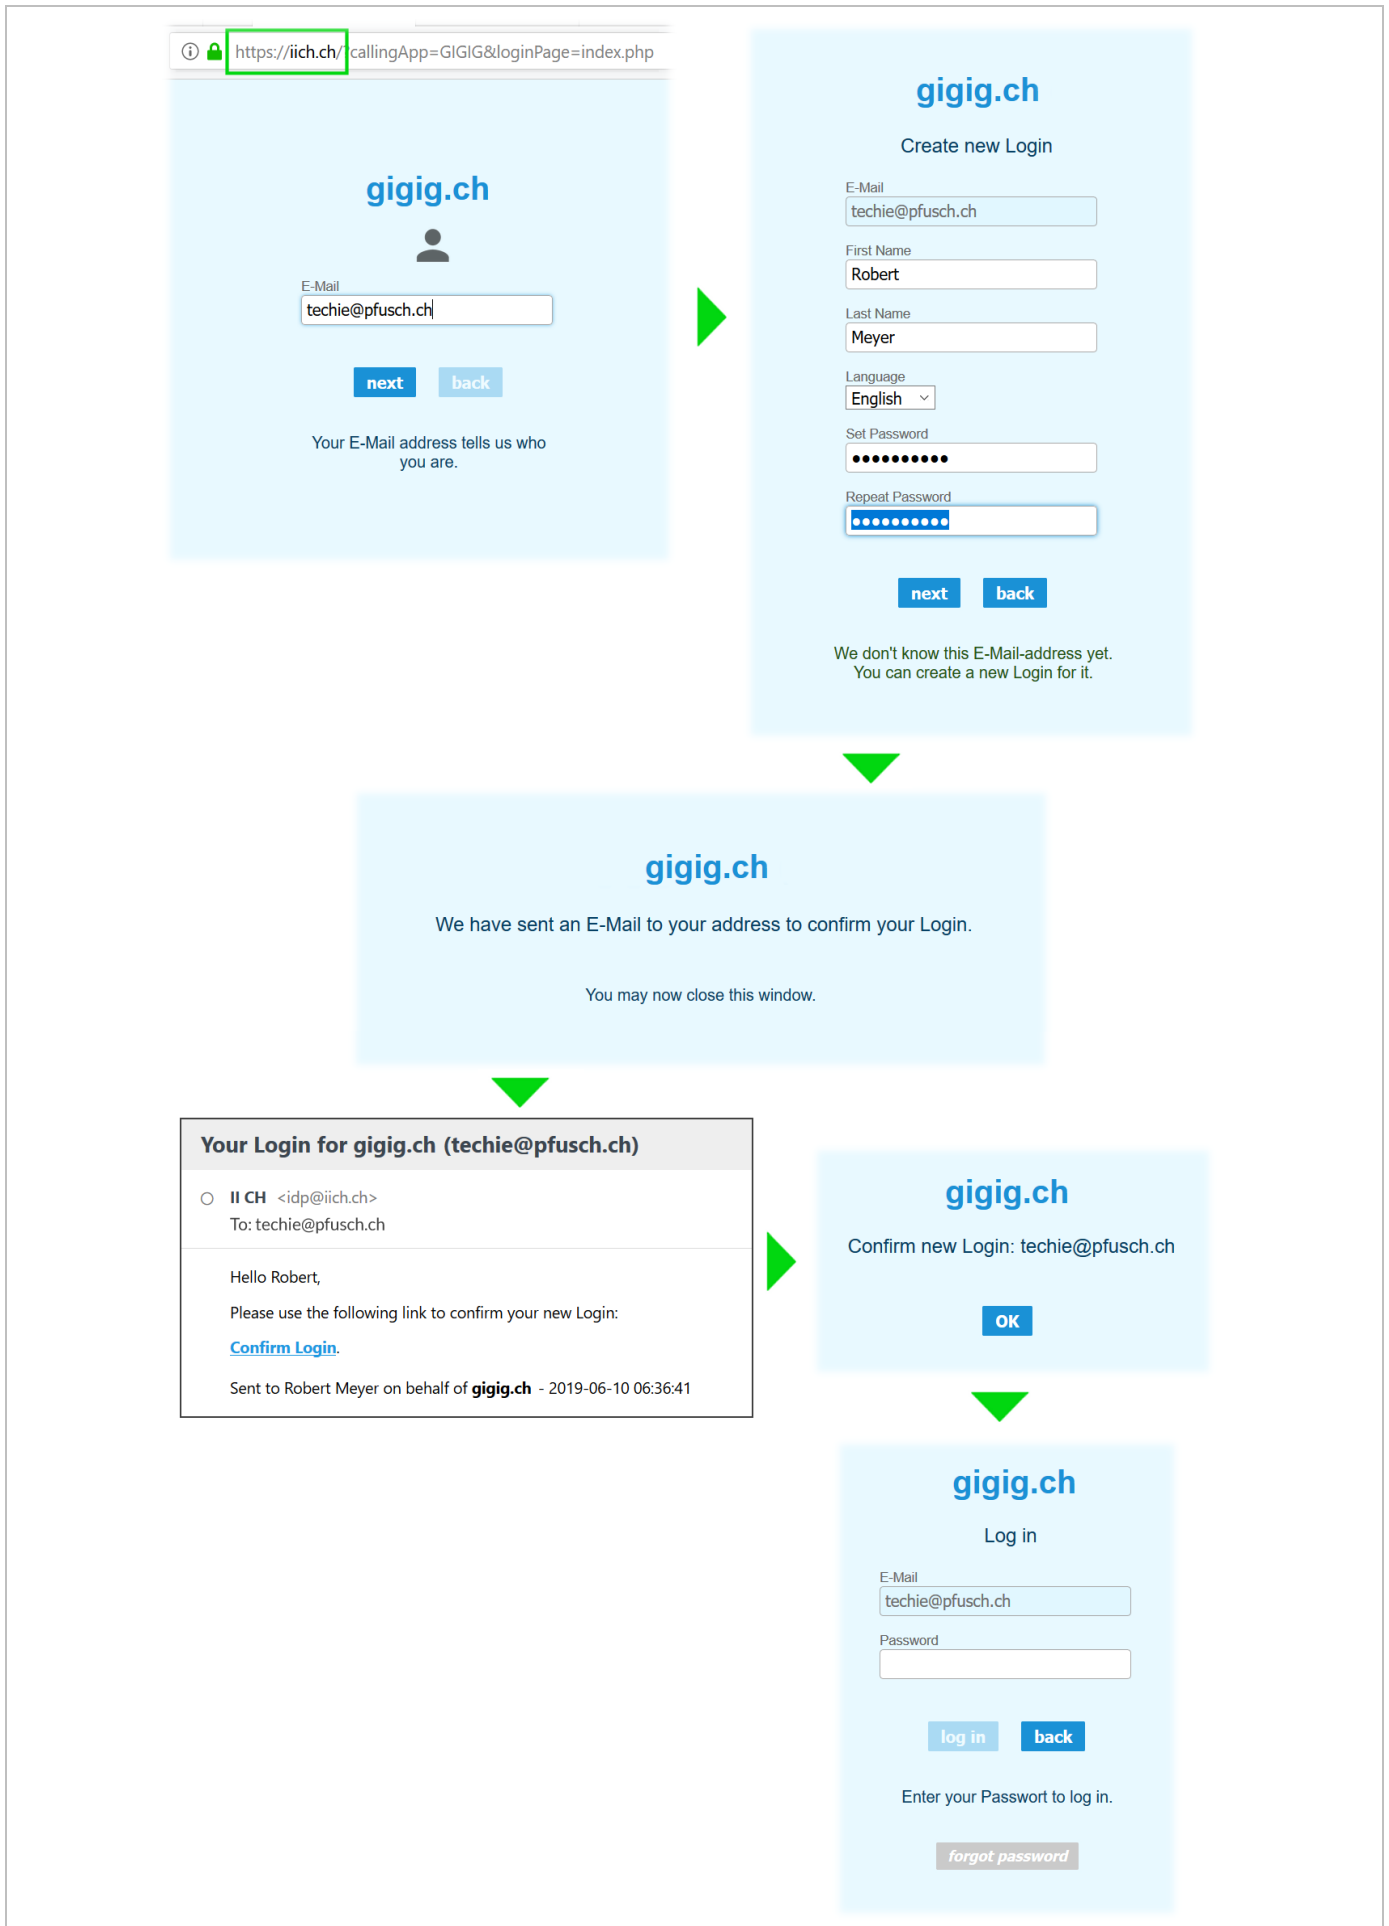 https://iich.ch/?callingApp=GIGIG&loginPage=index.php
gigig.ch
E-Mail
techie@pfusch.ch
next
back
Your E-Mail address tells us who
you are.
gigig.ch
Create new Login
E-Mail
techie@pfusch.ch
First Name
Robert
Last Name
Meyer
Language
English
Set Password
●●●●●●●●●●
Repeat Password
●●●●●●●●●●
next
back
We don't know this E-Mail-address yet.
You can create a new Login for it.
gigig.ch
We have sent an E-Mail to your address to confirm your Login.
You may now close this window.
Your Login for gigig.ch (techie@pfusch.ch)
II CH <idp@iich.ch>
To: techie@pfusch.ch
Hello Robert,
Please use the following link to confirm your new Login:
Confirm Login.
Sent to Robert Meyer on behalf of gigig.ch - 2019-06-10 06:36:41
gigig.ch
Confirm new Login: techie@pfusch.ch
OK
gigig.ch
Log in
E-Mail
techie@pfusch.ch
Password
log in
back
Enter your Passwort to log in.
forgot password